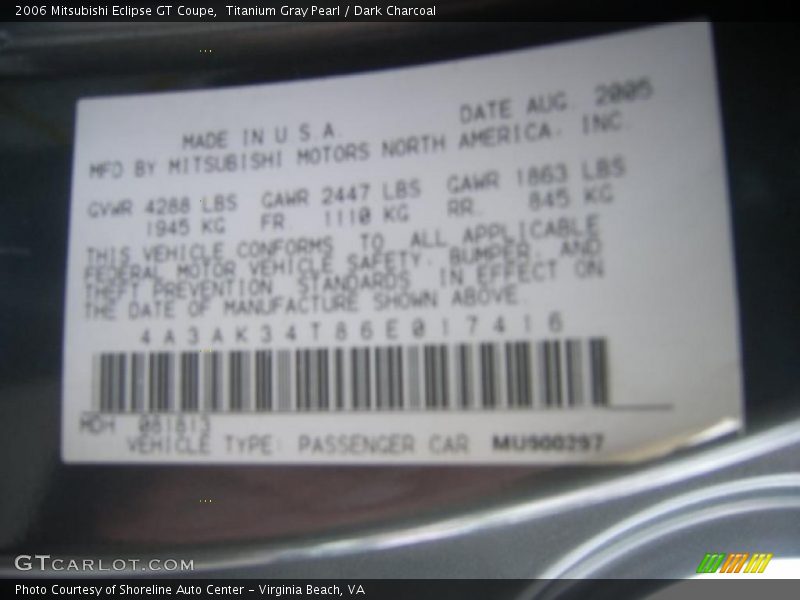 2006 Mitsubishi Eclipse GT Coupe,  Titanium Gray Pearl / Dark Charcoal
MADE IN U S.A. DATE AUG. 2005
MFD BY MITSUBISHI MOTORS NORTH AMERICA, INC.
GVWR 4288 LBS GAWR 2447 LBS GAWR 1863 LBS
1945 KG FR. 1110 KG RR. 845 KG
THIS VEHICLE CONFORMS TO ALL APPLICABLE
FEDERAL MOTOR VEHICLE SAFETY, BUMPER, AND
THEFT PREVENTION STANDARDS IN EFFECT ON
THE DATE OF MANUFACTURE SHOWN ABOVE.
4A3AK34T86E017416
MDH 081813
VEHICLE TYPE: PASSENGER CAR MU900297
GTCARLOT.COM
Photo Courtesy of Shoreline Auto Center - Virginia Beach, VA